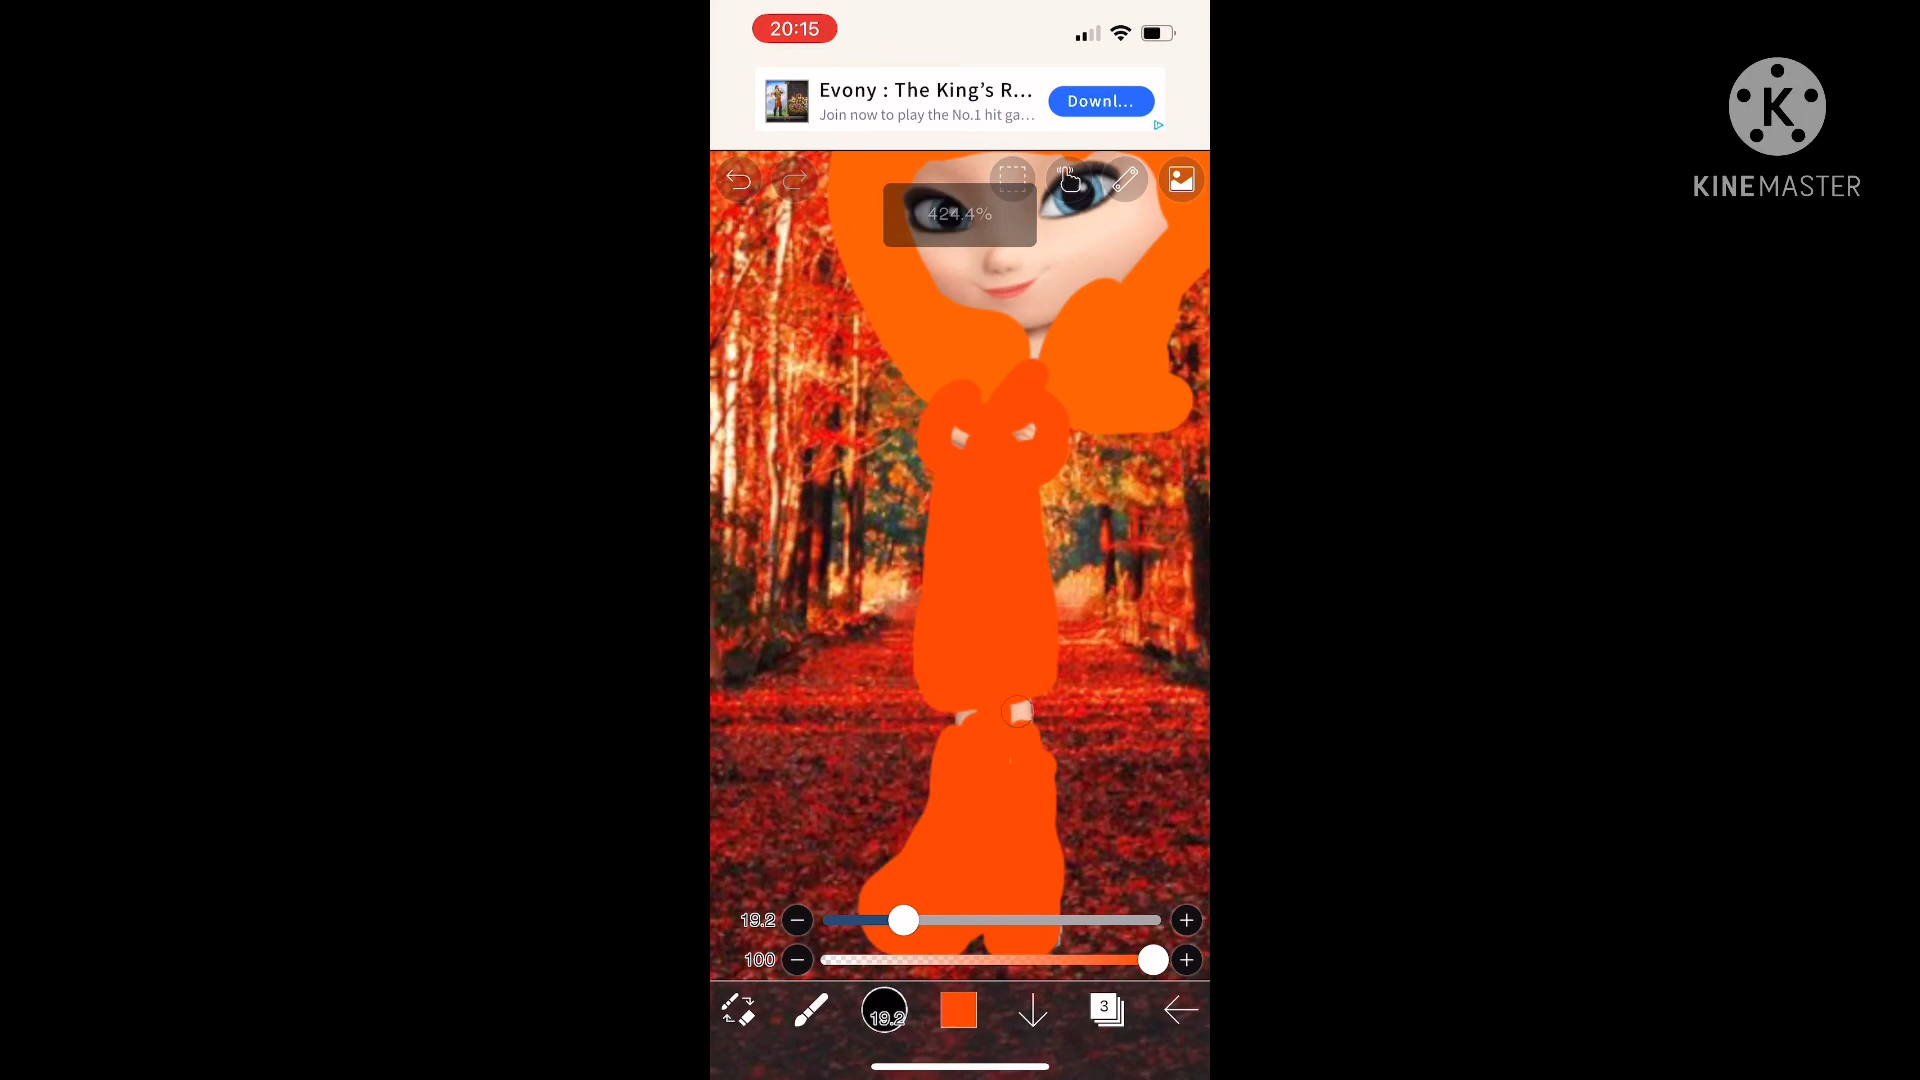 20:15
Evony : The King's R...
Downl...
Join now to play the No.1 hit ga...
K
KINEMASTER
424.4%
19.2
100
19.2
3